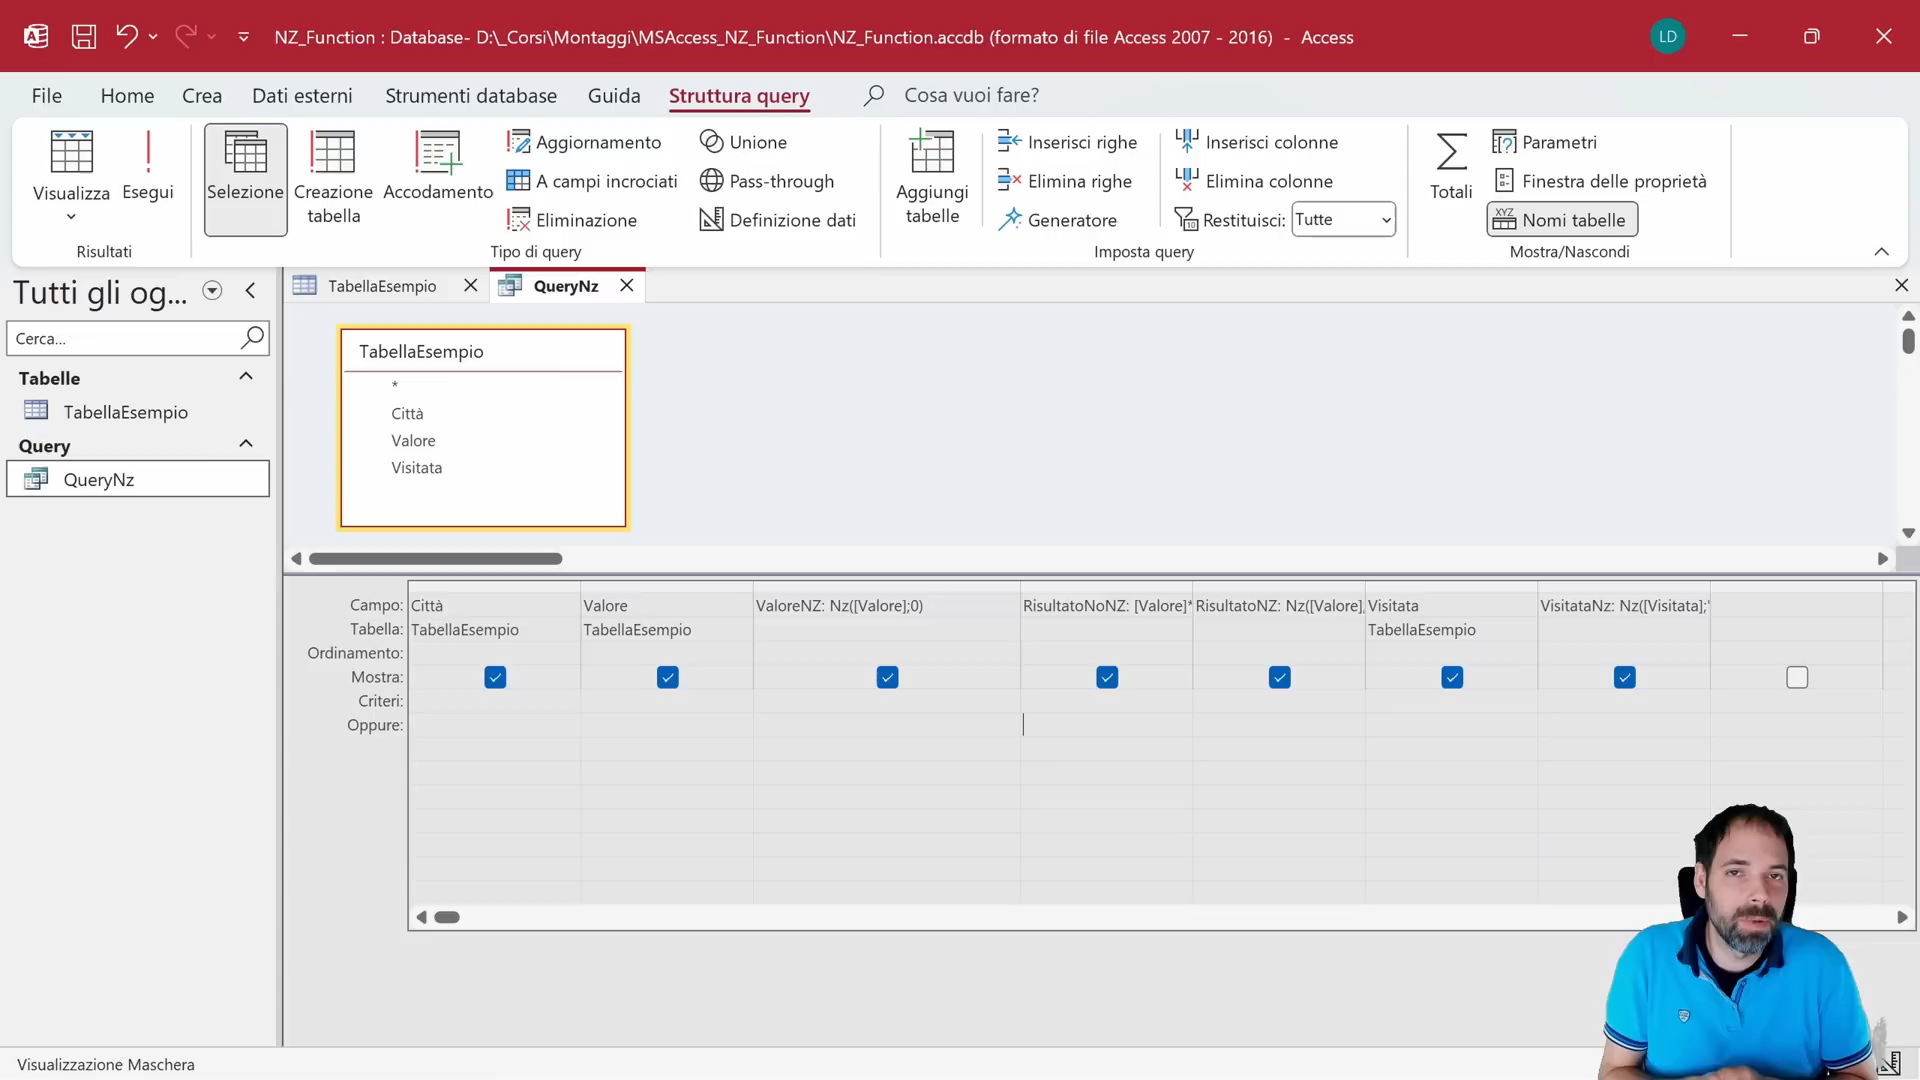 NZ_Function : Database- D:\_Corsi\Montaggi\MSAccess_NZ_Function\NZ_Function.accdb (formato di file Access 2007 - 2016) - Access
LD
File Home Crea Dati esterni Strumenti database Guida Struttura query Cosa vuoi fare?
Visualizza
Esegui
Risultati
Selezione
Creazione tabella
Accodamento
Aggiornamento
A campi incrociati
Eliminazione
Unione
Pass-through
Definizione dati
Tipo di query
Aggiungi tabelle
Inserisci righe
Elimina righe
Generatore
Inserisci colonne
Elimina colonne
Restituisci: Tutte
Imposta query
Totali
Parametri
Finestra delle proprietà
XYZ Nomi tabelle
Mostra/Nascondi
Tutti gli og...
Cerca...
Tabelle
TabellaEsempio
Query
QueryNz
TabellaEsempio
QueryNz
TabellaEsempio
*
Città
Valore
Visitata
Campo: Città Valore ValoreNZ: Nz([Valore];0) RisultatoNoNZ: [Valore]* RisultatoNZ: Nz([Valore], Visitata VisitataNz: Nz([Visitata];'
Tabella: TabellaEsempio TabellaEsempio TabellaEsempio
Ordinamento:
Mostra:
Criteri:
Oppure:
Visualizzazione Maschera